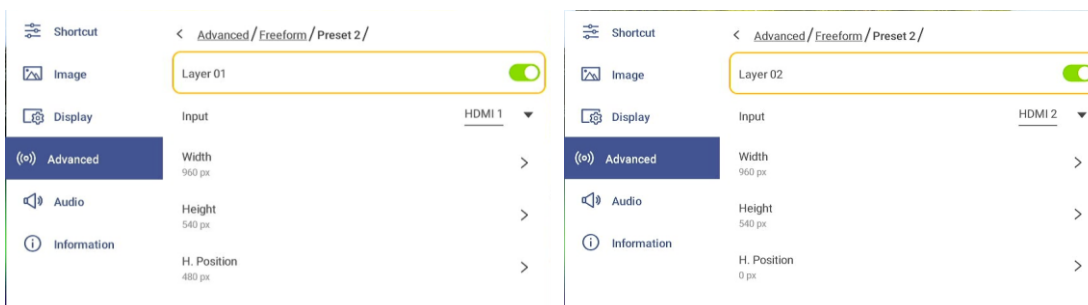 Shortcut
Image
Display
Advanced
Audio
Information
< Advanced/Freeform/Preset 2/
Layer 01
Input HDMI 1
Width
960 px
Height
540 px
H. Position
480 px
Shortcut
Image
Display
Advanced
Audio
Information
< Advanced/Freeform/Preset 2/
Layer 02
Input HDMI 2
Width
960 px
Height
540 px
H. Position
0 px